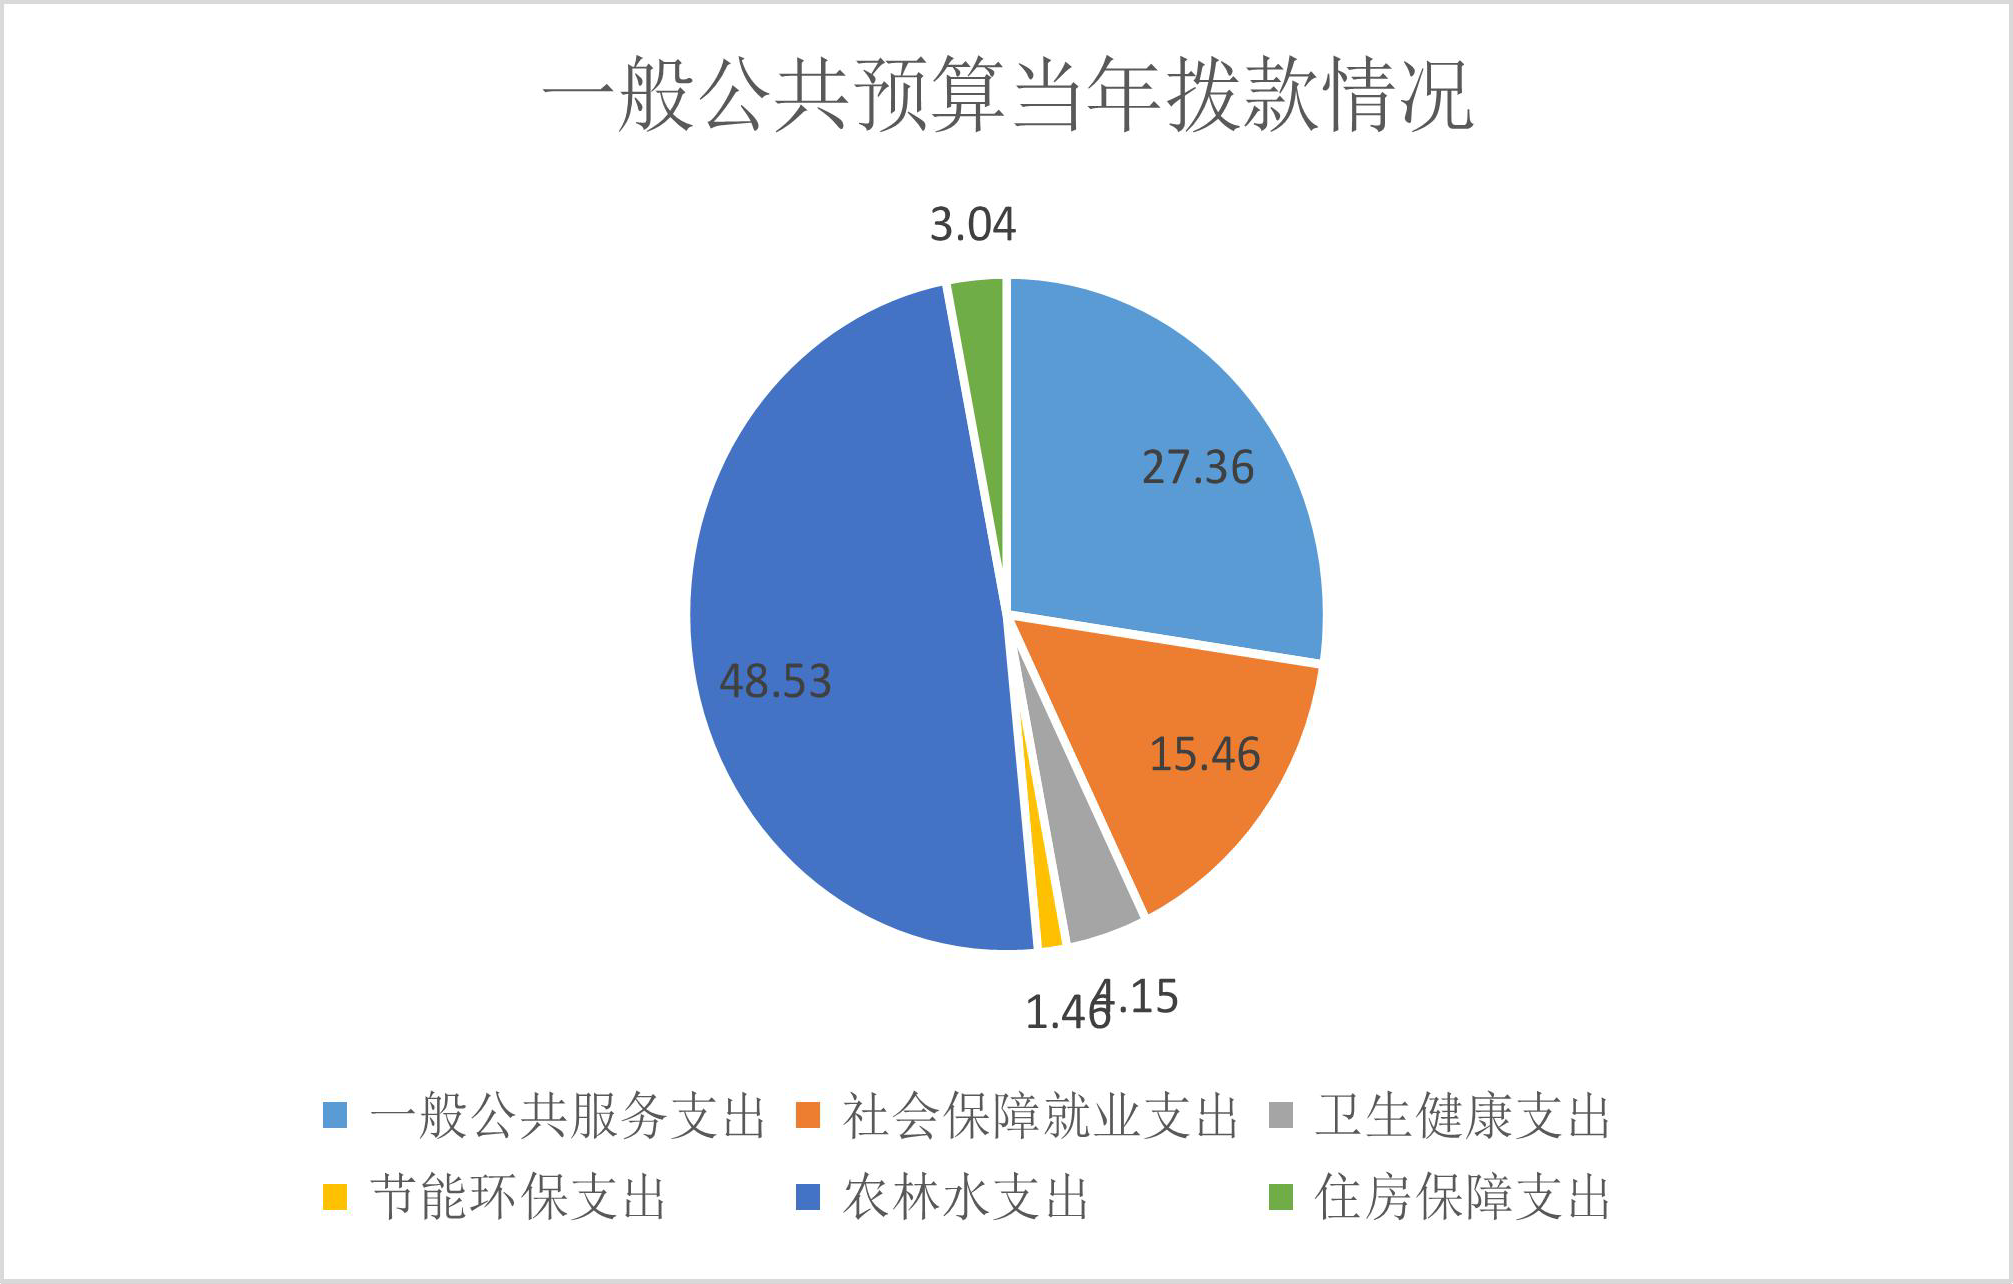 一般公共预算当年拨款情况
3.04
27.36
48.53
15.46
1.46
4.15
一般公共服务支出 社会保障就业支出 卫生健康支出
节能环保支出 农林水支出 住房保障支出